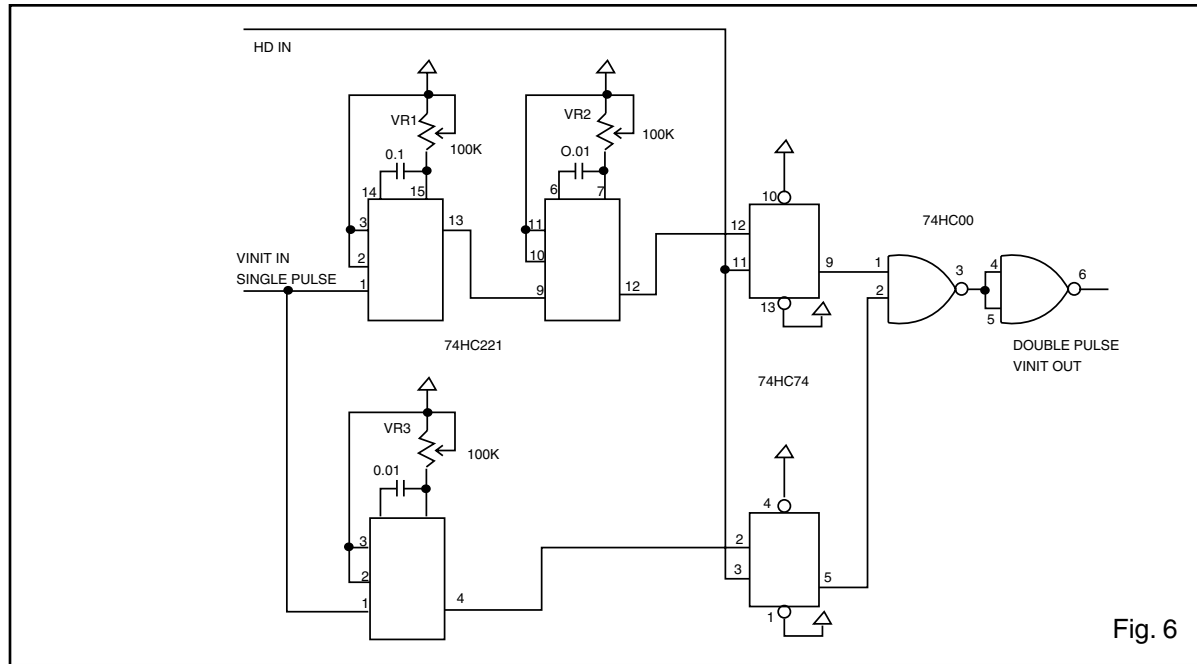 HD IN
VR1
100K
0.1
14
15
3
2
1
13
VR2
100K
O.01
6
7
11
10
9
12
VINIT IN
SINGLE PULSE
74HC221
10
12
11
9
13
74HC74
74HC00
1
2
3
4
5
6
DOUBLE PULSE
VINIT OUT
VR3
100K
0.01
3
2
1
4
4
2
3
5
1
Fig. 6